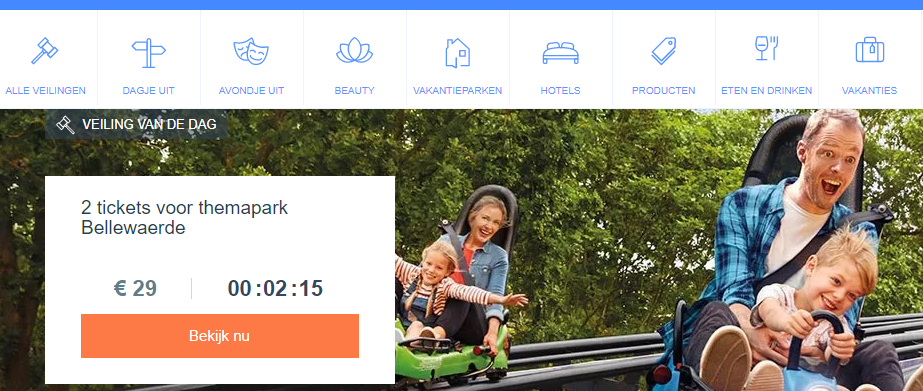 ALLE VEILINGEN
DAGJE UIT
AVONDJE UIT
BEAUTY
VAKANTIEPARKEN
HOTELS
PRODUCTEN
ETEN EN DRINKEN
VAKANTIES
VEILING VAN DE DAG
2 tickets voor themapark
Bellewaerde
€ 29
00:02:15
Bekijk nu